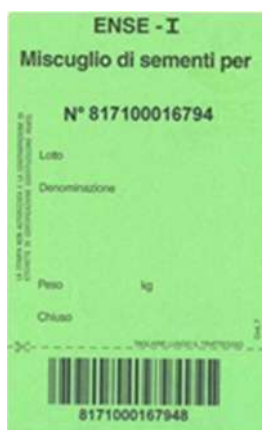 ENSE - I
Miscuglio di sementi per
N° 817100016794
Lotto
Denominazione
Peso kg
Chiuso
8171000167948